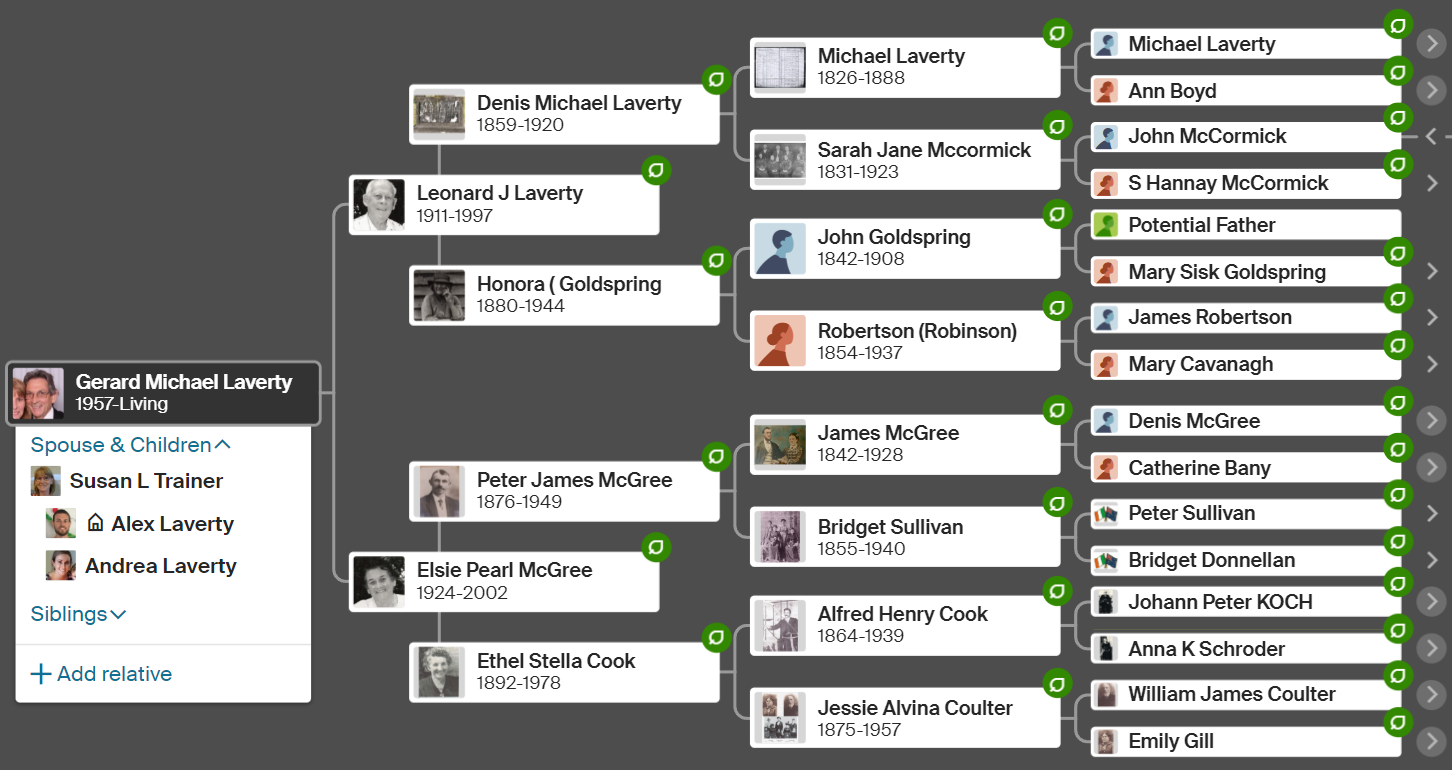 Gerard Michael Laverty
1957-Living
Spouse & Children
Susan L Trainer
Alex Laverty
Andrea Laverty
Siblings
Add relative
Leonard J Laverty
1911-1997
Elsie Pearl McGree
1924-2002
Denis Michael Laverty
1859-1920
Honora ( Goldspring
1880-1944
Peter James McGree
1876-1949
Ethel Stella Cook
1892-1978
Michael Laverty
1826-1888
Sarah Jane Mccormick
1831-1923
John Goldspring
1842-1908
Robertson (Robinson)
1854-1937
James McGree
1842-1928
Bridget Sullivan
1855-1940
Alfred Henry Cook
1864-1939
Jessie Alvina Coulter
1875-1957
Michael Laverty
Ann Boyd
John McCormick
S Hannay McCormick
Potential Father
Mary Sisk Goldspring
James Robertson
Mary Cavanagh
Denis McGree
Catherine Bany
Peter Sullivan
Bridget Donnellan
Johann Peter KOCH
Anna K Schroder
William James Coulter
Emily Gill